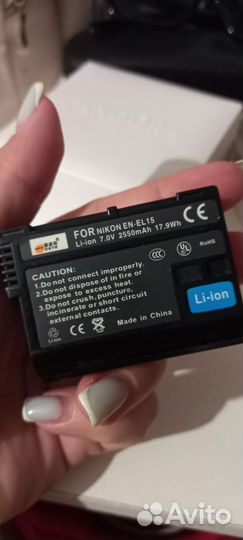 FOR NIKON EN-EL15
Li-ion 7.0V 2550mAh 17.9Wh
CAUTION:
1.Do not connect improperly.
2.Do not dispose of in fire or
expose to excess heat.
3.Do not crush,puncture,
incinerate or short circuit
external contacts.
CE
RoHS
Li-ion
Li-ion
Made in China
Avito